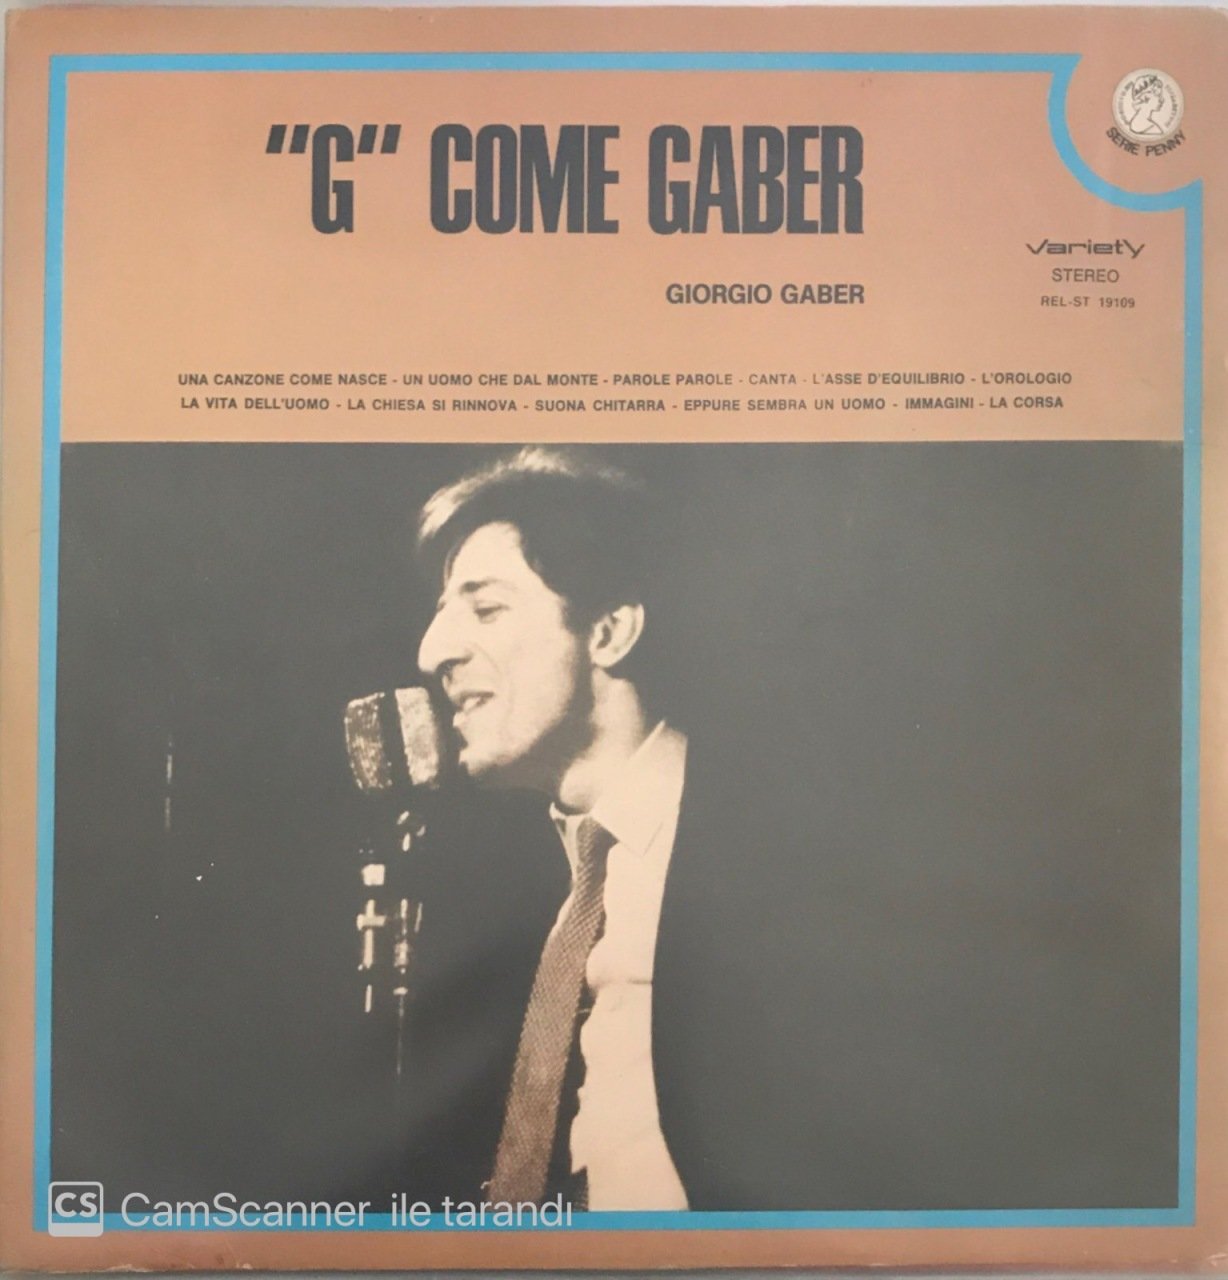 "G" COME GABER
SERIE PENNY
Variety
STEREO
REL-ST 19109
GIORGIO GABER
UNA CANZONE COME NASCE - UN UOMO CHE DAL MONTE - PAROLE PAROLE - CANTA - L'ASSE D'EQUILIBRIO - L'OROLOGIO
LA VITA DELL'UOMO - LA CHIESA SI RINNOVA - SUONA CHITARRA - EPPURE SEMBRA UN UOMO - IMMAGINI - LA CORSA
CS CamScanner ile tarandı